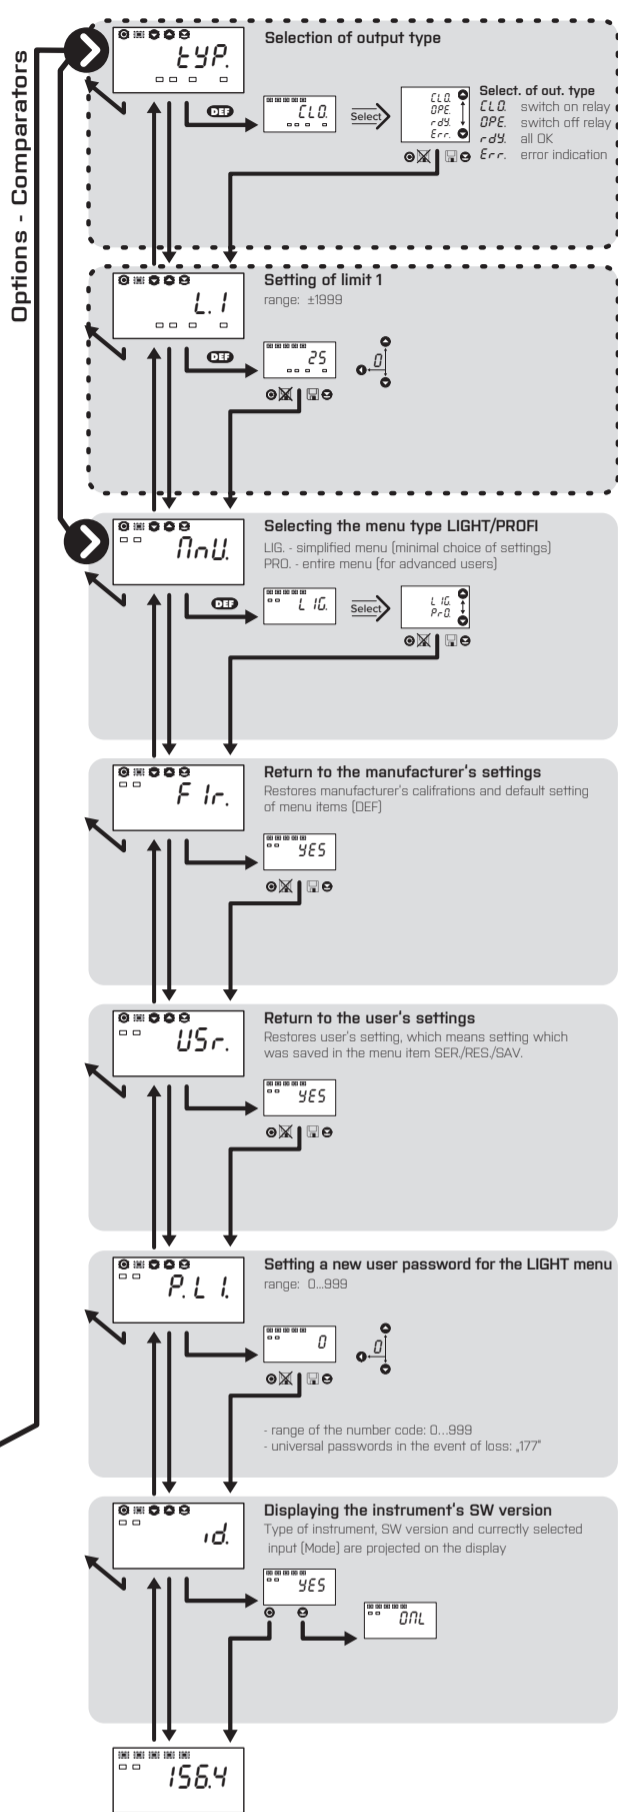 Options - Comparators
tYP.
Selection of output type
DEF
CLO.
Select
CLO.
OPE.
rdY.
Err.
Select. of out. type
CLO. switch on relay
OPE. switch off relay
rdY. all OK
Err. error indication
L. 1
Setting of limit 1
range: ±1999
DEF
25
0
MnU.
Selecting the menu type LIGHT/PROFI
LIG. - simplified menu (minimal choice of settings)
PRO. - entire menu (for advanced users)
DEF
LIG.
Select
LIG.
PrO.
FIr.
Return to the manufacturer's settings
Restores manufacturer's califrations and default setting
of menu items (DEF)
YES
USr.
Return to the user's settings
Restores user's setting, which means setting which
was saved in the menu item SER./RES./SAV.
YES
P. L I.
Setting a new user password for the LIGHT menu
range: 0...999
0
0
- range of the number code: 0...999
- universal passwords in the event of loss: „177“
id.
Displaying the instrument's SW version
Type of instrument, SW version and currectly selected
input (Mode) are projected on the display
YES
OML
156.4